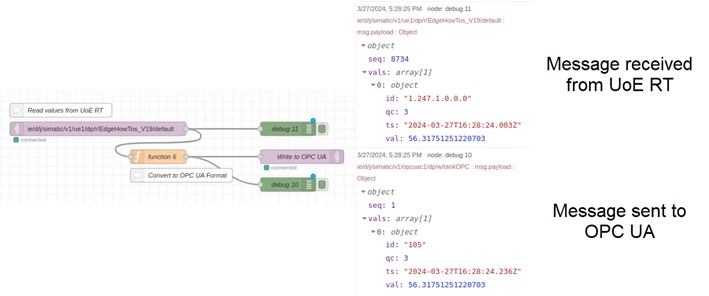 Read values from UoE RT
ie/d/j/simatic/v1/ue1/dp/r/EdgeHowTos_V19/default
connected
debug 11
function 6
Write to OPC UA
connected
Convert to OPC UA Format
debug 10
3/27/2024, 5:28:25 PM node: debug 11
ie/d/j/simatic/v1/ue1/dp/r/EdgeHowTos_V19/default :
msg.payload : Object
object
seq: 8734
vals: array[1]
0: object
id: "1.247.1.0.0.0"
qc: 3
ts: "2024-03-27T16:28:24.003Z"
val: 56.31751251220703
3/27/2024, 5:28:25 PM node: debug 10
ie/d/j/simatic/v1/opcuac1/dp/w/tankOPC : msg.payload :
Object
object
seq: 1
vals: array[1]
0: object
id: "105"
qc: 3
ts: "2024-03-27T16:28:24.236Z"
val: 56.31751251220703
Message received
from UoE RT
Message sent to
OPC UA